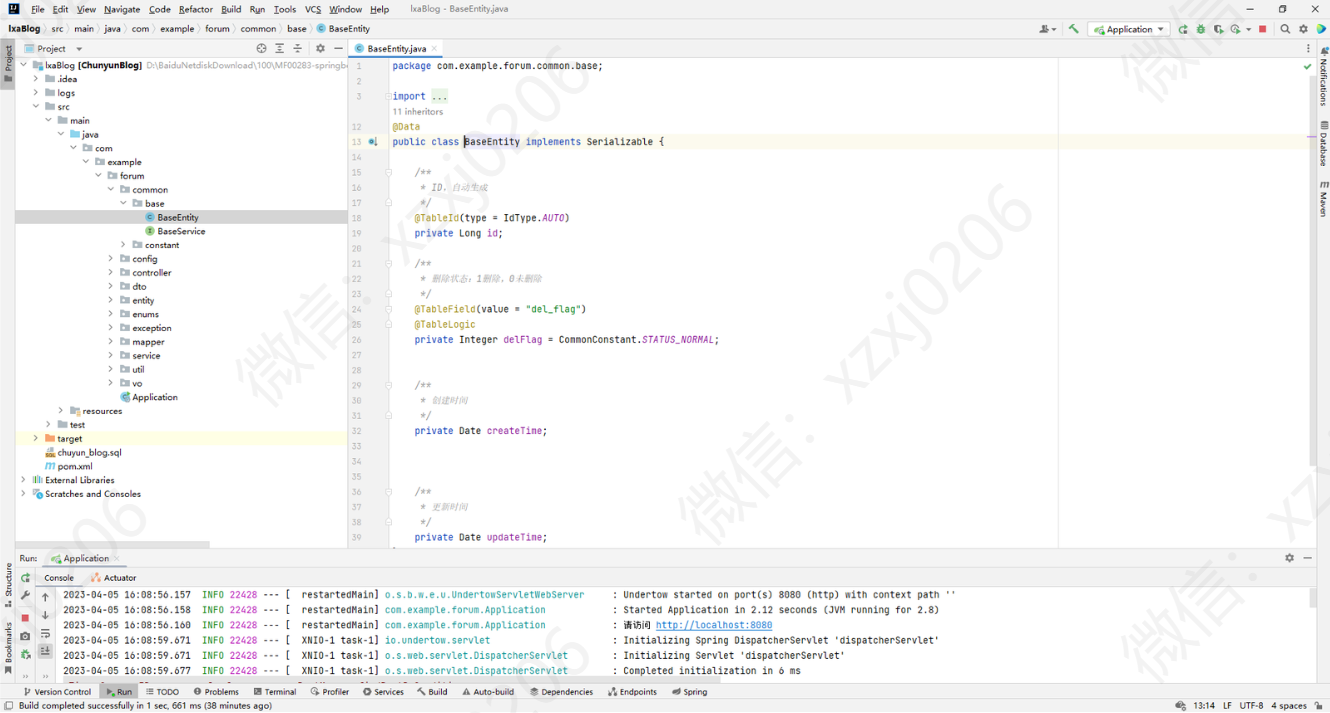 File Edit View Navigate Code Refactor Build Run Tools VCS Window Help lxaBlog - BaseEntity.java
lxaBlog src main java com example forum common base BaseEntity
Application
Project
BaseEntity.java
lxaBlog [ChunyunBlog] D:\BaiduNetdiskDownload\100\MF00283-springb
.idea
logs
src
main
java
com
example
forum
common
base
BaseEntity
BaseService
constant
config
controller
dto
entity
enums
exception
mapper
service
util
vo
Application
resources
test
target
chuyun_blog.sql
pom.xml
External Libraries
Scratches and Consoles
1 package com.example.forum.common.base;
2
3 import ...
11 inheritors
12 @Data
13 public class BaseEntity implements Serializable {
14
15 /**
16 * ID，自动生成
17 */
18 @TableId(type = IdType.AUTO)
19 private Long id;
20
21 /**
22 * 删除状态：1删除，0未删除
23 */
24 @TableField(value = "del_flag")
25 @TableLogic
26 private Integer delFlag = CommonConstant.STATUS_NORMAL;
27
28
29 /**
30 * 创建时间
31 */
32 private Date createTime;
33
34
35
36 /**
37 * 更新时间
38 */
39 private Date updateTime;
Project
Structure
Bookmarks
Notifications
Database
Maven
Run: Application
Console Actuator
2023-04-05 16:08:56.157 INFO 22428 --- [ restartedMain] o.s.b.w.e.u.UndertowServletWebServer : Undertow started on port(s) 8080 (http) with context path ''
2023-04-05 16:08:56.158 INFO 22428 --- [ restartedMain] com.example.forum.Application : Started Application in 2.12 seconds (JVM running for 2.8)
2023-04-05 16:08:56.160 INFO 22428 --- [ restartedMain] com.example.forum.Application : 请访问 http://localhost:8080
2023-04-05 16:08:59.671 INFO 22428 --- [ XNIO-1 task-1] io.undertow.servlet : Initializing Spring DispatcherServlet 'dispatcherServlet'
2023-04-05 16:08:59.671 INFO 22428 --- [ XNIO-1 task-1] o.s.web.servlet.DispatcherServlet : Initializing Servlet 'dispatcherServlet'
2023-04-05 16:08:59.677 INFO 22428 --- [ XNIO-1 task-1] o.s.web.servlet.DispatcherServlet : Completed initialization in 6 ms
Version Control Run TODO Problems Terminal Profiler Services Build Auto-build Dependencies Endpoints Spring
Build completed successfully in 1 sec, 661 ms (38 minutes ago) 13:14 LF UTF-8 4 spaces
微信：xzxj0206
微信：xzxj0206